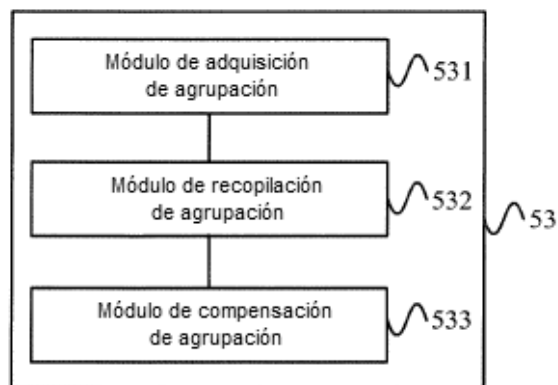 Módulo de adquisición
de agrupación
531
Módulo de recopilación
de agrupación
532
53
Módulo de compensación
de agrupación
533